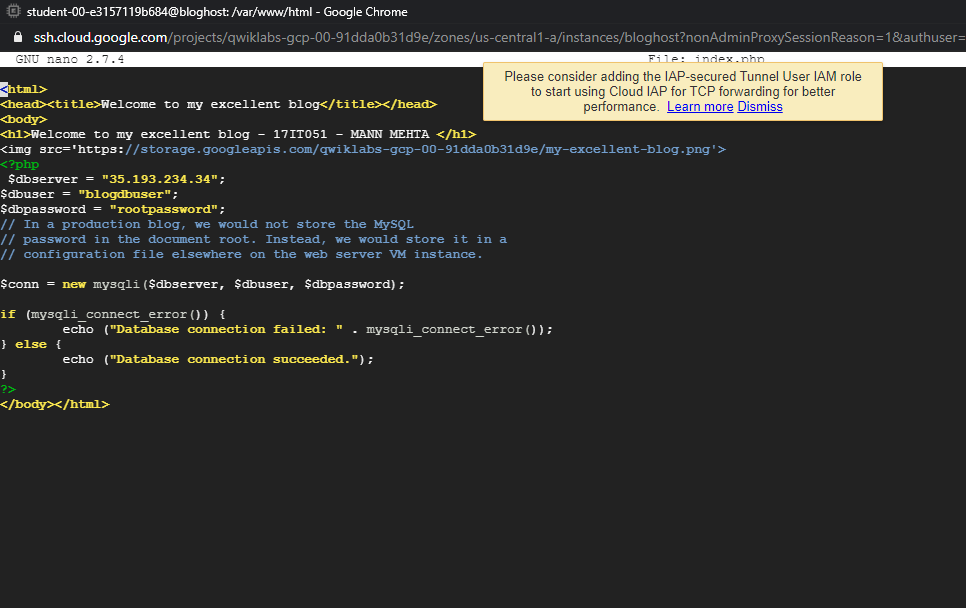 student-00-e3157119b684@bloghost: /var/www/html - Google Chrome
ssh.cloud.google.com/projects/qwiklabs-gcp-00-91dda0b31d9e/zones/us-central1-a/instances/bloghost?nonAdminProxySessionReason=1&authuser=
GNU nano 2.7.4 File: index.php
Please consider adding the IAP-secured Tunnel User IAM role
to start using Cloud IAP for TCP forwarding for better
performance. Learn more Dismiss
<html>
<head><title>Welcome to my excellent blog</title></head>
<body>
<h1>Welcome to my excellent blog - 17IT051 - MANN MEHTA </h1>
<img src='https://storage.googleapis.com/qwiklabs-gcp-00-91dda0b31d9e/my-excellent-blog.png'>
<?php
$dbserver = "35.193.234.34";
$dbuser = "blogdbuser";
$dbpassword = "rootpassword";
// In a production blog, we would not store the MySQL
// password in the document root. Instead, we would store it in a
// configuration file elsewhere on the web server VM instance.
$conn = new mysqli($dbserver, $dbuser, $dbpassword);
if (mysqli_connect_error()) {
echo ("Database connection failed: " . mysqli_connect_error());
} else {
echo ("Database connection succeeded.");
}
?>
</body></html>